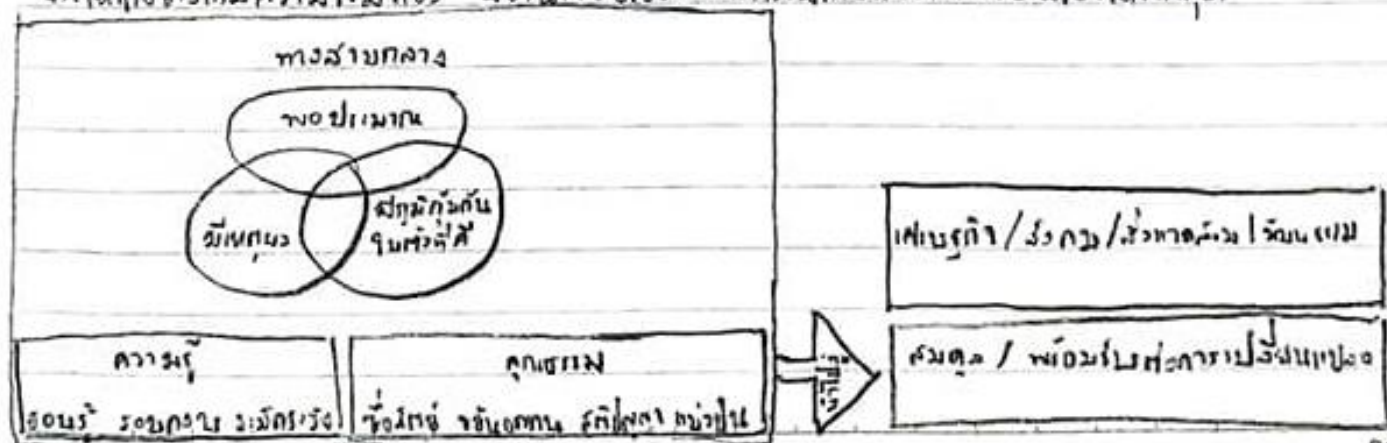 ทางสายกลาง
พอประมาณ
มีเหตุผล
มีภูมิคุ้มกัน
ในตัวที่ดี
ความรู้
รอบรู้ รอบคอบ ระมัดระวัง
คุณธรรม
ซื่อสัตย์ ขยันอดทน สติปัญญา แบ่งปัน
นำไปสู่
เศรษฐกิจ/สังคม/สิ่งแวดล้อม/วัฒนธรรม
สมดุล / พร้อมรับต่อการเปลี่ยนแปลง